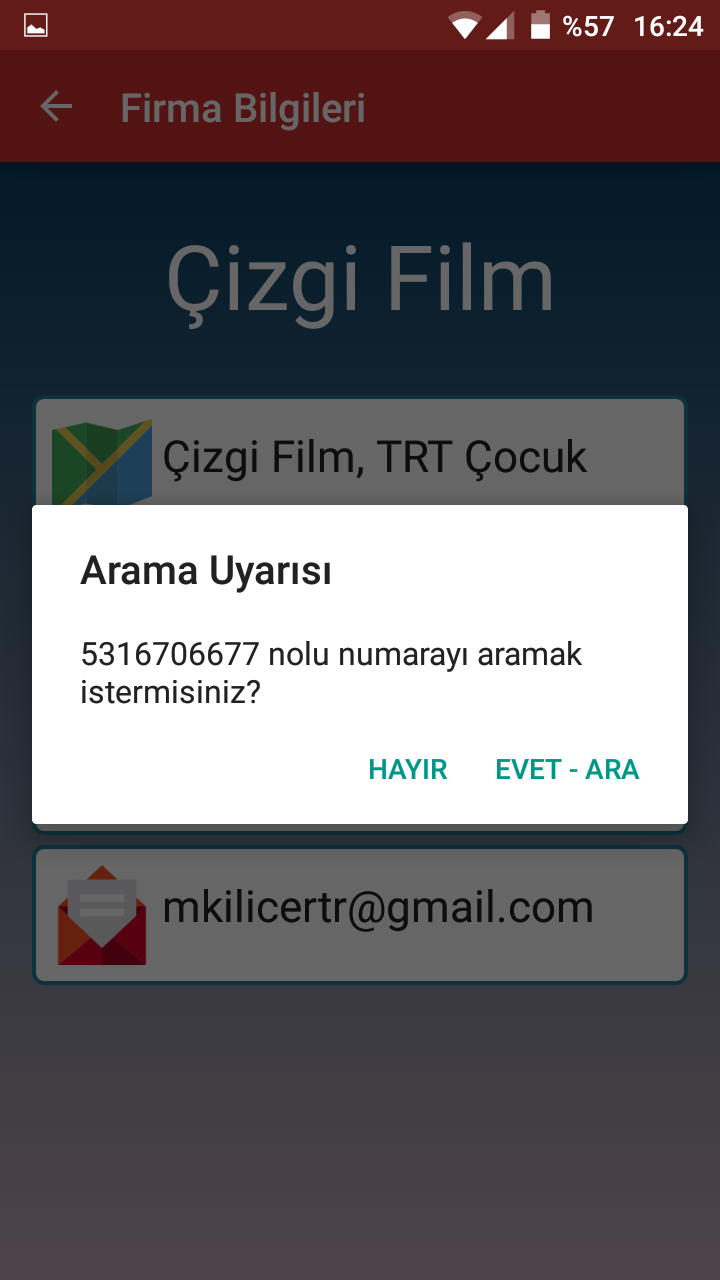 %57 16:24
Firma Bilgileri
Çizgi Film
Çizgi Film, TRT Çocuk
Arama Uyarısı
5316706677 nolu numarayı aramak
istermisiniz?
HAYIR EVET - ARA
mkilicertr@gmail.com